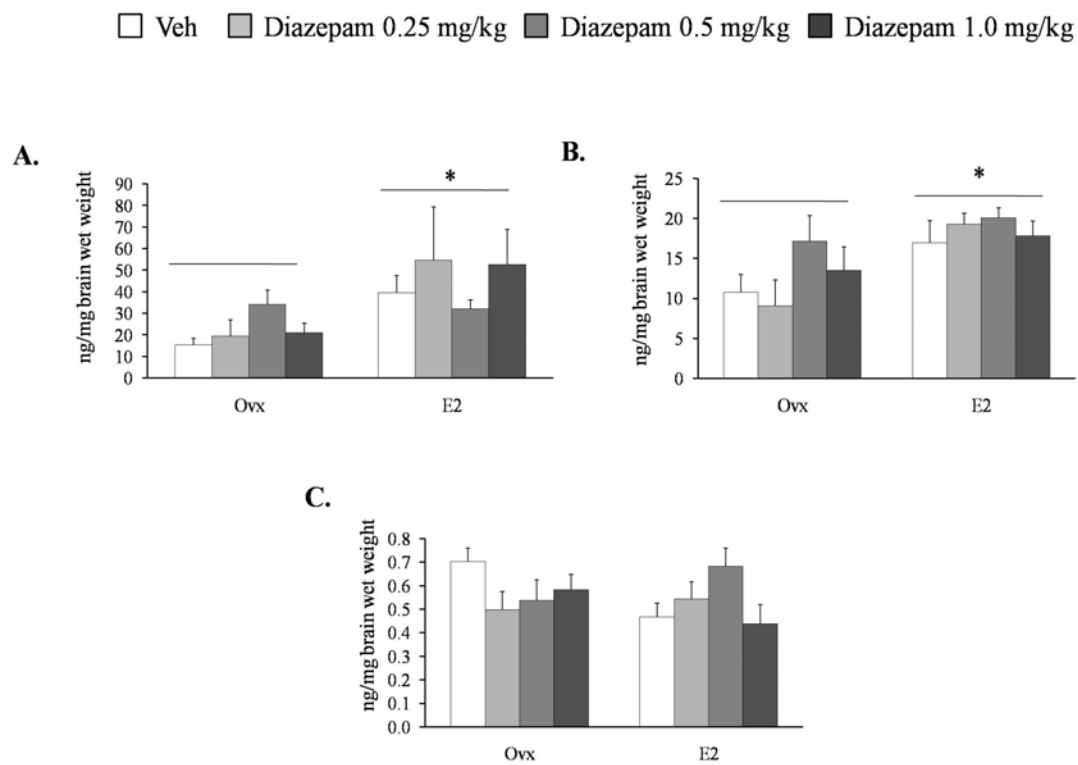 Veh Diazepam 0.25 mg/kg Diazepam 0.5 mg/kg Diazepam 1.0 mg/kg
A.
ng/mg brain wet weight
90
80
70
60
50
40
30
20
10
0
*
Ovx E2
B.
ng/mg brain wet weight
25
20
15
10
5
0
*
Ovx E2
C.
ng/mg brain wet weight
0.8
0.7
0.6
0.5
0.4
0.3
0.2
0.1
0.0
Ovx E2